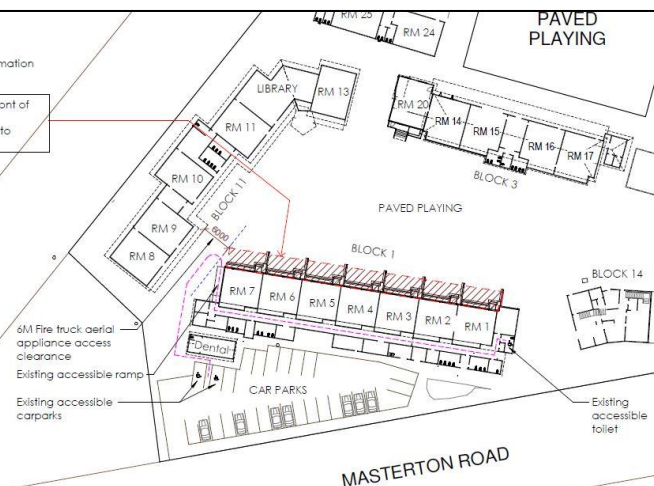 RM 25
RM 24
PAVED
PLAYING
mation
ont of
to
LIBRARY
RM 13
RM 11
RM 20
RM 14
RM 15
RM 16
RM 17
BLOCK 3
RM 10
BLOCK 11
RM 9
RM 8
PAVED PLAYING
6000
BLOCK 1
BLOCK 14
RM 7
RM 6
RM 5
RM 4
RM 3
RM 2
RM 1
6M Fire truck aerial
appliance access
clearance
Dental
Existing accessible ramp
Existing accessible
carparks
CAR PARKS
Existing
accessible
toilet
MASTERTON ROAD